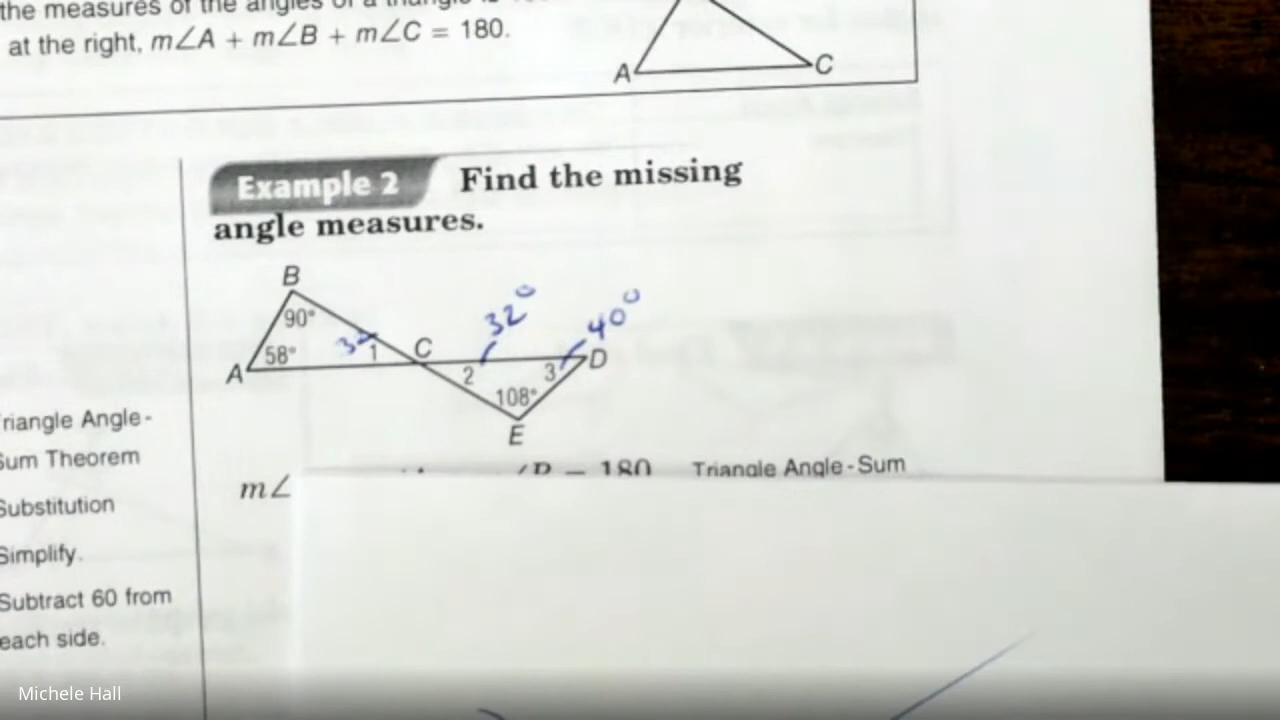 the measures of the angles of a triangle is
at the right, m∠A + m∠B + m∠C = 180.
A
C
Example 2 Find the missing
angle measures.
B
90°
58°
1
A
C
32°
40°
2
3
D
108°
E
Triangle Angle-
Sum Theorem
Substitution
Simplify.
Subtract 60 from
each side.
m∠
180 Triangle Angle-Sum
Michele Hall